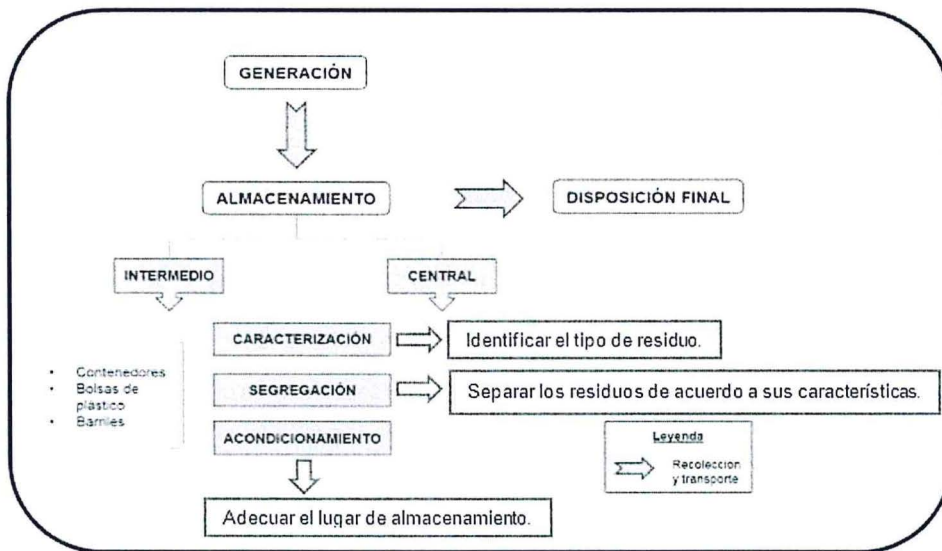 GENERACIÓN
ALMACENAMIENTO
DISPOSICIÓN FINAL
INTERMEDIO
CENTRAL
CARACTERIZACIÓN
Identificar el tipo de residuo.
• Contenedores
• Bolsas de
plástico
• Barriles
SEGREGACIÓN
Separar los residuos de acuerdo a sus características.
ACONDICIONAMIENTO
Leyenda
Recoleccion
y transporte
Adecuar el lugar de almacenamiento.